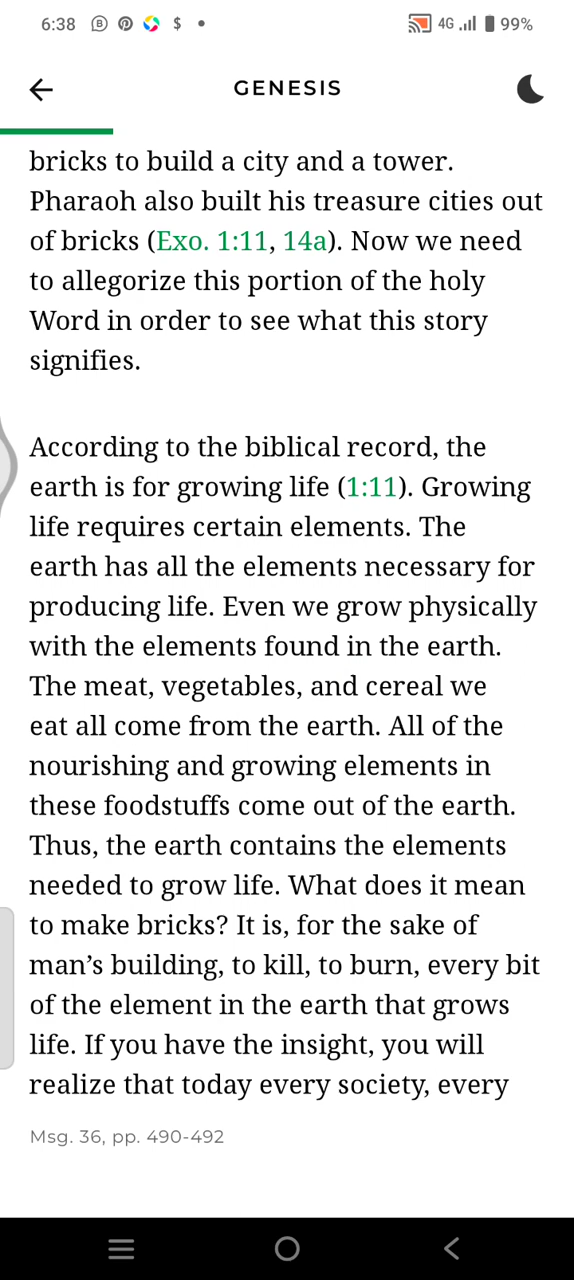 6:38
$
4G
99%
GENESIS
bricks to build a city and a tower.
Pharaoh also built his treasure cities out
of bricks (Exo. 1:11, 14a). Now we need
to allegorize this portion of the holy
Word in order to see what this story
signifies.
According to the biblical record, the
earth is for growing life (1:11). Growing
life requires certain elements. The
earth has all the elements necessary for
producing life. Even we grow physically
with the elements found in the earth.
The meat, vegetables, and cereal we
eat all come from the earth. All of the
nourishing and growing elements in
these foodstuffs come out of the earth.
Thus, the earth contains the elements
needed to grow life. What does it mean
to make bricks? It is, for the sake of
man’s building, to kill, to burn, every bit
of the element in the earth that grows
life. If you have the insight, you will
realize that today every society, every
Msg. 36, pp. 490-492